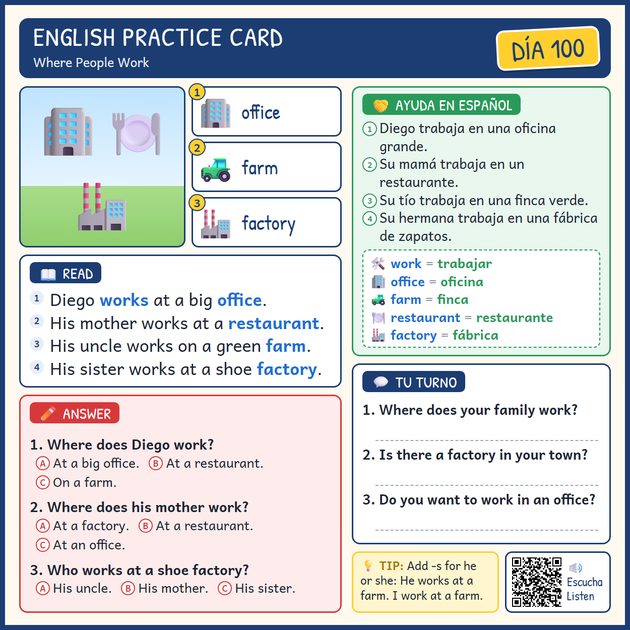 ENGLISH PRACTICE CARD
Where People Work
DÍA 100
1 office
2 farm
3 factory
READ
1 Diego works at a big office.
2 His mother works at a restaurant.
3 His uncle works on a green farm.
4 His sister works at a shoe factory.
ANSWER
1. Where does Diego work?
A At a big office. B At a restaurant.
C On a farm.
2. Where does his mother work?
A At a factory. B At a restaurant.
C At an office.
3. Who works at a shoe factory?
A His uncle. B His mother. C His sister.
AYUDA EN ESPAÑOL
1 Diego trabaja en una oficina
grande.
2 Su mamá trabaja en un
restaurante.
3 Su tío trabaja en una finca verde.
4 Su hermana trabaja en una fábrica
de zapatos.
work = trabajar
office = oficina
farm = finca
restaurant = restaurante
factory = fábrica
TU TURNO
1. Where does your family work?
2. Is there a factory in your town?
3. Do you want to work in an office?
TIP: Add -s for he
or she: He works at a
farm. I work at a farm.
Escucha
Listen